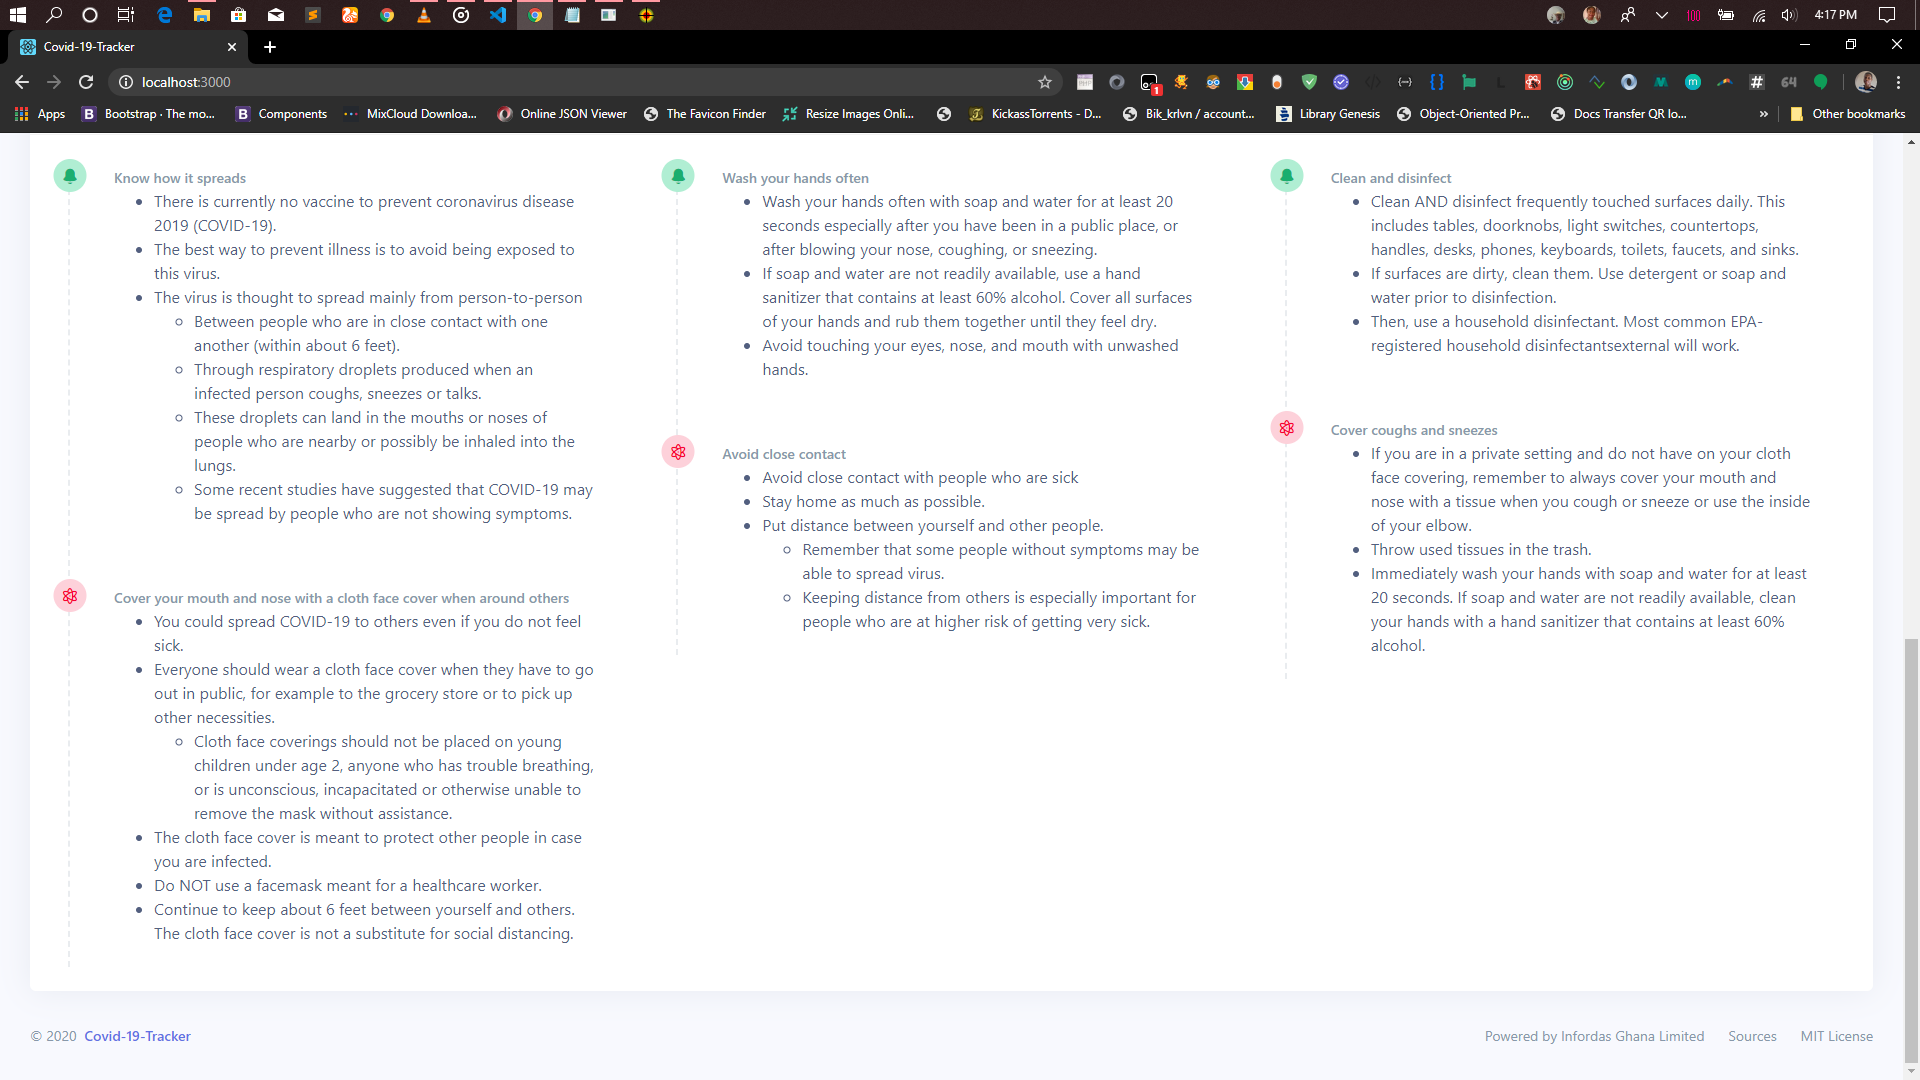 4:17 PM
Covid-19-Tracker
localhost:3000
1
64
Apps
Bootstrap · The mo...
Components
MixCloud Downloa...
Online JSON Viewer
The Favicon Finder
Resize Images Onli...
KickassTorrents - D...
Bik_krlvn / account...
Library Genesis
Object-Oriented Pr...
Docs Transfer QR lo...
»
Other bookmarks
Know how it spreads
There is currently no vaccine to prevent coronavirus disease
2019 (COVID-19).
The best way to prevent illness is to avoid being exposed to
this virus.
The virus is thought to spread mainly from person-to-person
Between people who are in close contact with one
another (within about 6 feet).
Through respiratory droplets produced when an
infected person coughs, sneezes or talks.
These droplets can land in the mouths or noses of
people who are nearby or possibly be inhaled into the
lungs.
Some recent studies have suggested that COVID-19 may
be spread by people who are not showing symptoms.
Cover your mouth and nose with a cloth face cover when around others
You could spread COVID-19 to others even if you do not feel
sick.
Everyone should wear a cloth face cover when they have to go
out in public, for example to the grocery store or to pick up
other necessities.
Cloth face coverings should not be placed on young
children under age 2, anyone who has trouble breathing,
or is unconscious, incapacitated or otherwise unable to
remove the mask without assistance.
The cloth face cover is meant to protect other people in case
you are infected.
Do NOT use a facemask meant for a healthcare worker.
Continue to keep about 6 feet between yourself and others.
The cloth face cover is not a substitute for social distancing.
Wash your hands often
Wash your hands often with soap and water for at least 20
seconds especially after you have been in a public place, or
after blowing your nose, coughing, or sneezing.
If soap and water are not readily available, use a hand
sanitizer that contains at least 60% alcohol. Cover all surfaces
of your hands and rub them together until they feel dry.
Avoid touching your eyes, nose, and mouth with unwashed
hands.
Avoid close contact
Avoid close contact with people who are sick
Stay home as much as possible.
Put distance between yourself and other people.
Remember that some people without symptoms may be
able to spread virus.
Keeping distance from others is especially important for
people who are at higher risk of getting very sick.
Clean and disinfect
Clean AND disinfect frequently touched surfaces daily. This
includes tables, doorknobs, light switches, countertops,
handles, desks, phones, keyboards, toilets, faucets, and sinks.
If surfaces are dirty, clean them. Use detergent or soap and
water prior to disinfection.
Then, use a household disinfectant. Most common EPA-
registered household disinfectantsexternal will work.
Cover coughs and sneezes
If you are in a private setting and do not have on your cloth
face covering, remember to always cover your mouth and
nose with a tissue when you cough or sneeze or use the inside
of your elbow.
Throw used tissues in the trash.
Immediately wash your hands with soap and water for at least
20 seconds. If soap and water are not readily available, clean
your hands with a hand sanitizer that contains at least 60%
alcohol.
© 2020 Covid-19-Tracker
Powered by Infordas Ghana Limited
Sources
MIT License